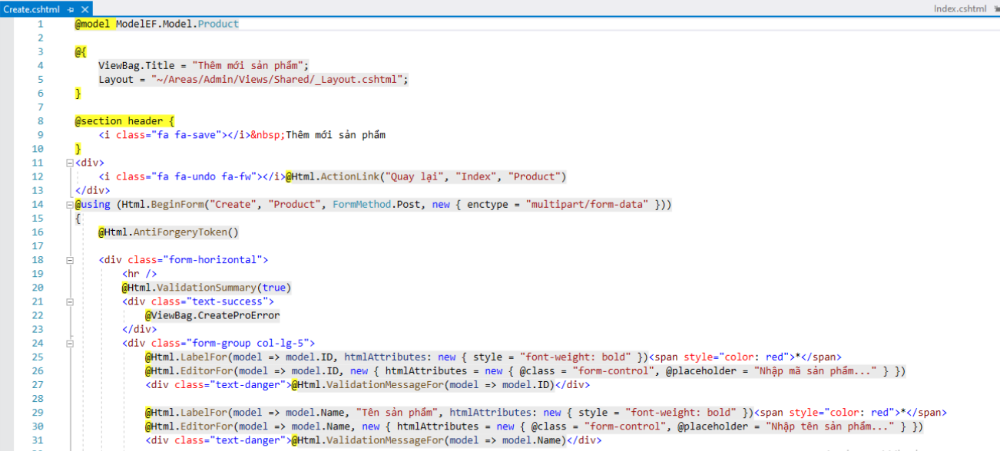 Create.cshtml
Index.cshtml
1 @model ModelEF.Model.Product
2
3 @{
4 ViewBag.Title = "Thêm mới sản phẩm";
5 Layout = "~/Areas/Admin/Views/Shared/_Layout.cshtml";
6 }
7
8 @section header {
9 <i class="fa fa-save"></i>&nbsp;Thêm mới sản phẩm
10 }
11 <div>
12 <i class="fa fa-undo fa-fw"></i>@Html.ActionLink("Quay lại", "Index", "Product")
13 </div>
14 @using (Html.BeginForm("Create", "Product", FormMethod.Post, new { enctype = "multipart/form-data" }))
15 {
16 @Html.AntiForgeryToken()
17
18 <div class="form-horizontal">
19 <hr />
20 @Html.ValidationSummary(true)
21 <div class="text-success">
22 @ViewBag.CreateProError
23 </div>
24 <div class="form-group col-lg-5">
25 @Html.LabelFor(model => model.ID, htmlAttributes: new { style = "font-weight: bold" })<span style="color: red">*</span>
26 @Html.EditorFor(model => model.ID, new { htmlAttributes = new { @class = "form-control", @placeholder = "Nhập mã sản phẩm..." } })
27 <div class="text-danger">@Html.ValidationMessageFor(model => model.ID)</div>
28
29 @Html.LabelFor(model => model.Name, "Tên sản phẩm", htmlAttributes: new { style = "font-weight: bold" })<span style="color: red">*</span>
30 @Html.EditorFor(model => model.Name, new { htmlAttributes = new { @class = "form-control", @placeholder = "Nhập tên sản phẩm..." } })
31 <div class="text-danger">@Html.ValidationMessageFor(model => model.Name)</div>